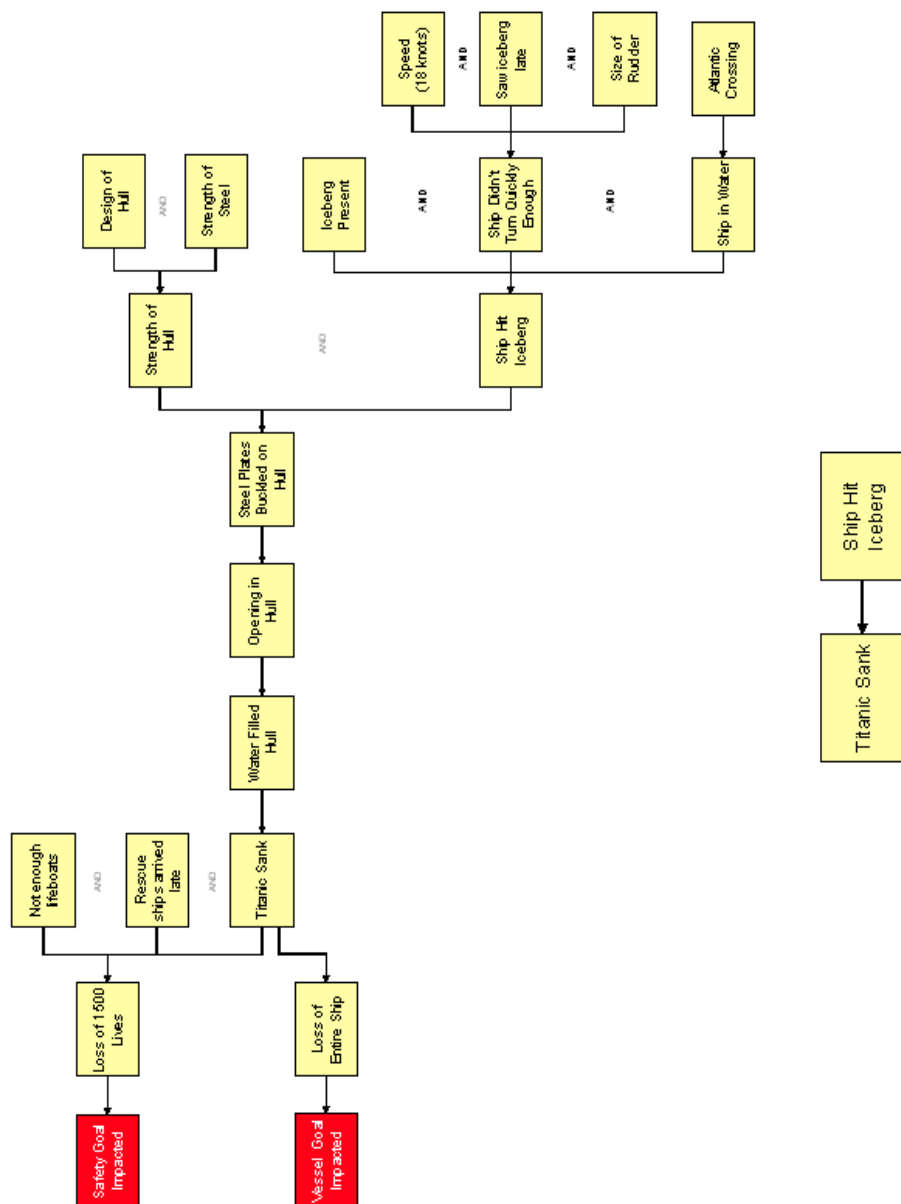 Safety Goal
Impacted
Loss of 1500
Lives
Not enough
lifeboats
AND
Rescue
ships arrived
late
AND
Titanic Sank
Vessel Goal
Impacted
Loss of
Entire Ship
Water Filled
Hull
Opening in
Hull
Steel Plates
Buckled on
Hull
Strength of
Hull
AND
Ship Hit
Iceberg
Design of
Hull
AND
Strength of
Steel
Iceberg
Present
AND
Ship Didn't
Turn Quickly
Enough
AND
Ship in Water
Speed
(18 knots)
AND
Saw iceberg
late
AND
Size of
Rudder
Atlantic
Crossing
Titanic Sank
Ship Hit
Iceberg